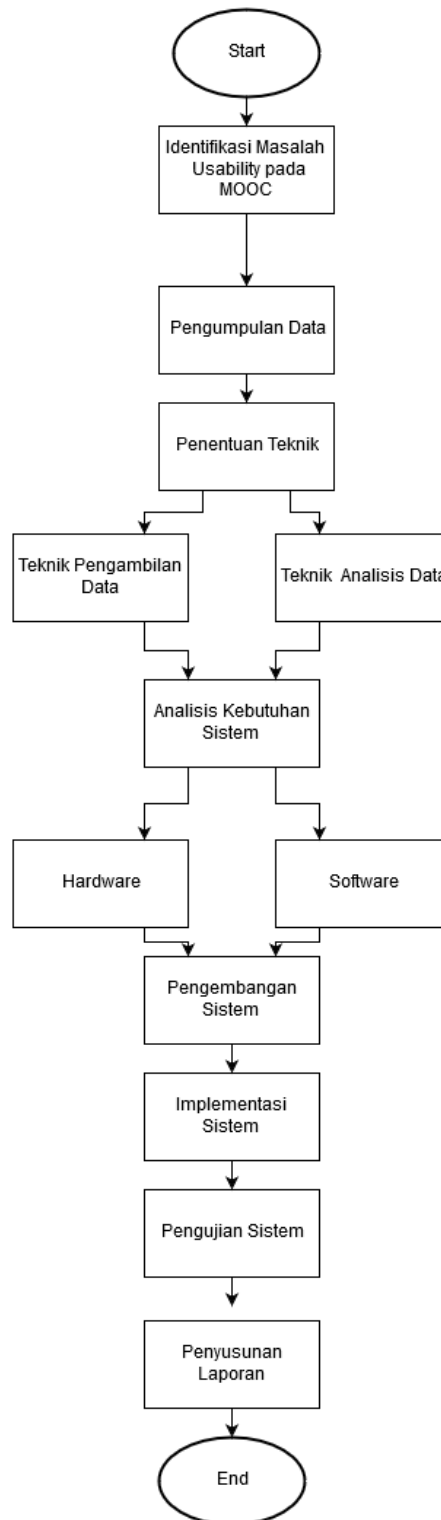 Start
Identifikasi Masalah
Usability pada
MOOC
Pengumpulan Data
Penentuan Teknik
Teknik Pengambilan
Data
Teknik Analisis Data
Analisis Kebutuhan
Sistem
Hardware
Software
Pengembangan
Sistem
Implementasi
Sistem
Pengujian Sistem
Penyusunan
Laporan
End